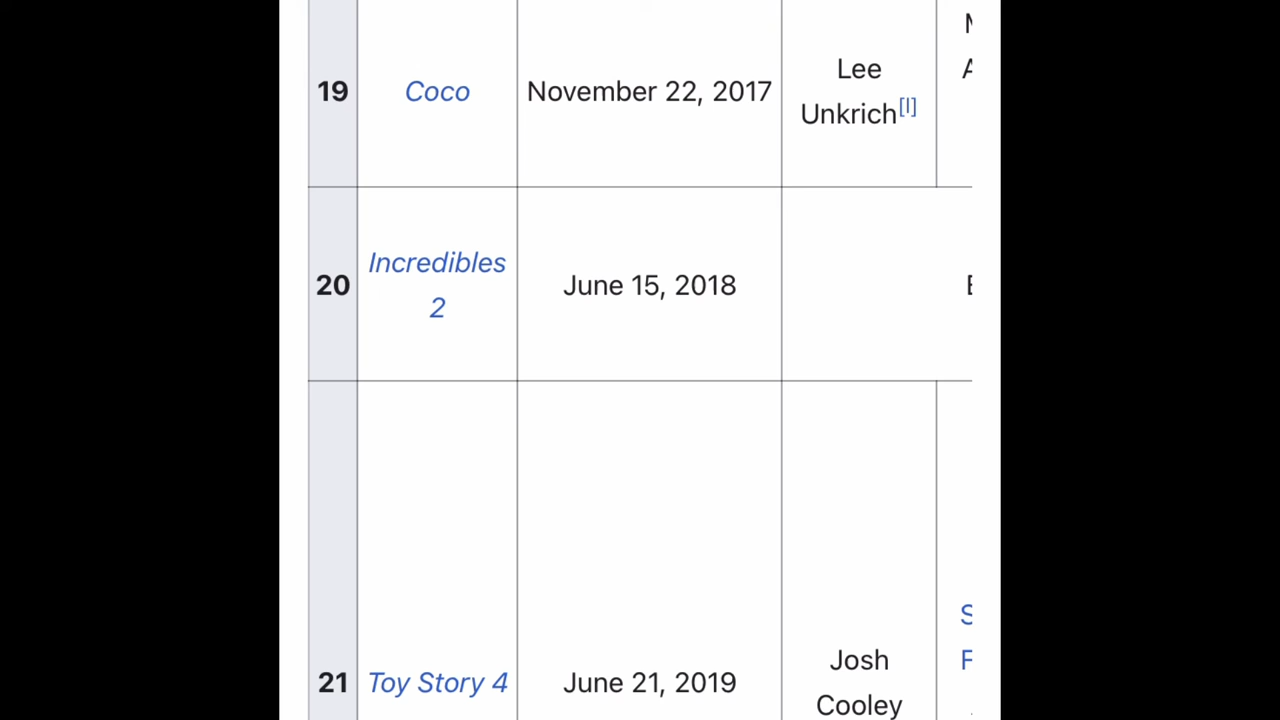 19
Coco
November 22, 2017
Lee
Unkrich[l]
20
Incredibles
2
June 15, 2018
21
Toy Story 4
June 21, 2019
Josh
Cooley